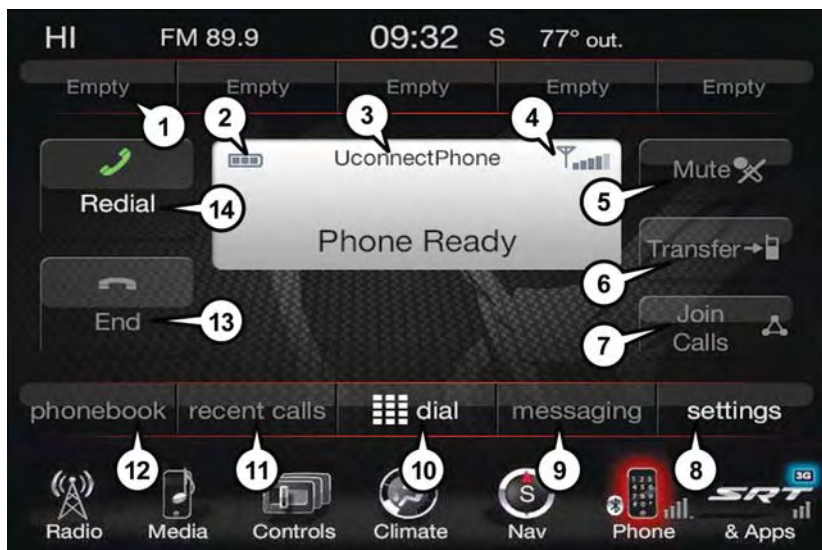 HI FM 89.9 09:32 S 77° out.
Empty Empty Empty Empty Empty
1 2 3 4
UconnectPhone
Mute
5
Redial 14
Phone Ready
Transfer
6
End 13
Join
Calls
7
phonebook recent calls dial messaging settings
12 11 10 9 8
3G
S SRT
Radio Media Controls Climate Nav Phone & Apps